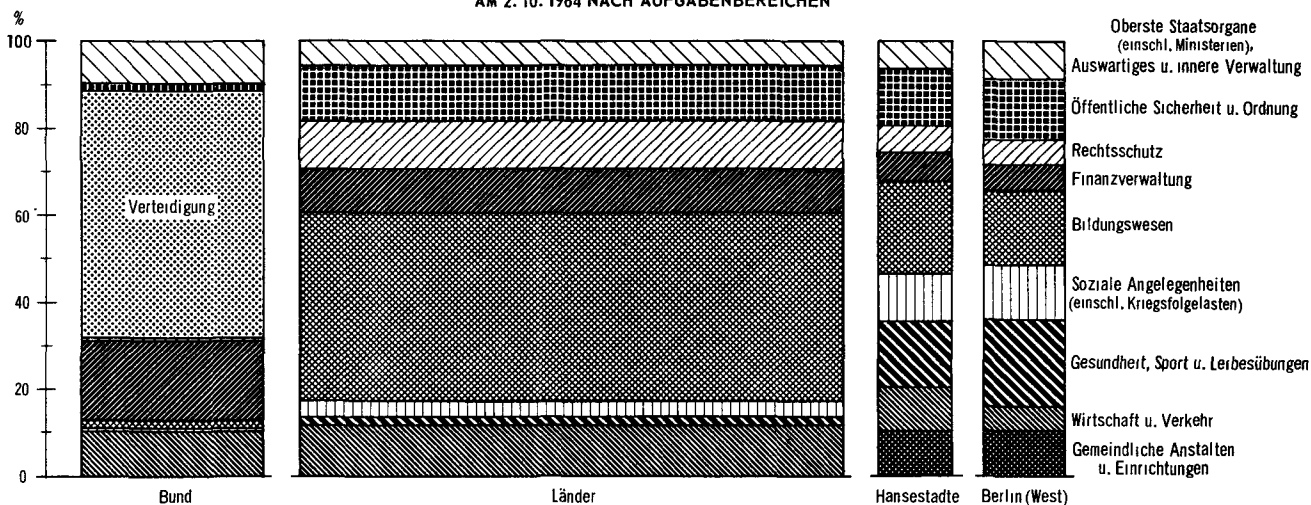 AM 2. 10. 1964 NACH AUFGABENBEREICHEN
%
100
80
60
40
20
0
Verteidigung
Bund
Länder
Hansestadte
Berlin (West)
Oberste Staatsorgane
(einschl. Ministerien),
Auswartiges u. innere Verwaltung
Öffentliche Sicherheit u. Ordnung
Rechtsschutz
Finanzverwaltung
Bildungswesen
Soziale Angelegenheiten
(einschl. Kriegsfolgelasten)
Gesundheit, Sport u. Leibesübungen
Wirtschaft u. Verkehr
Gemeindliche Anstalten
u. Einrichtungen